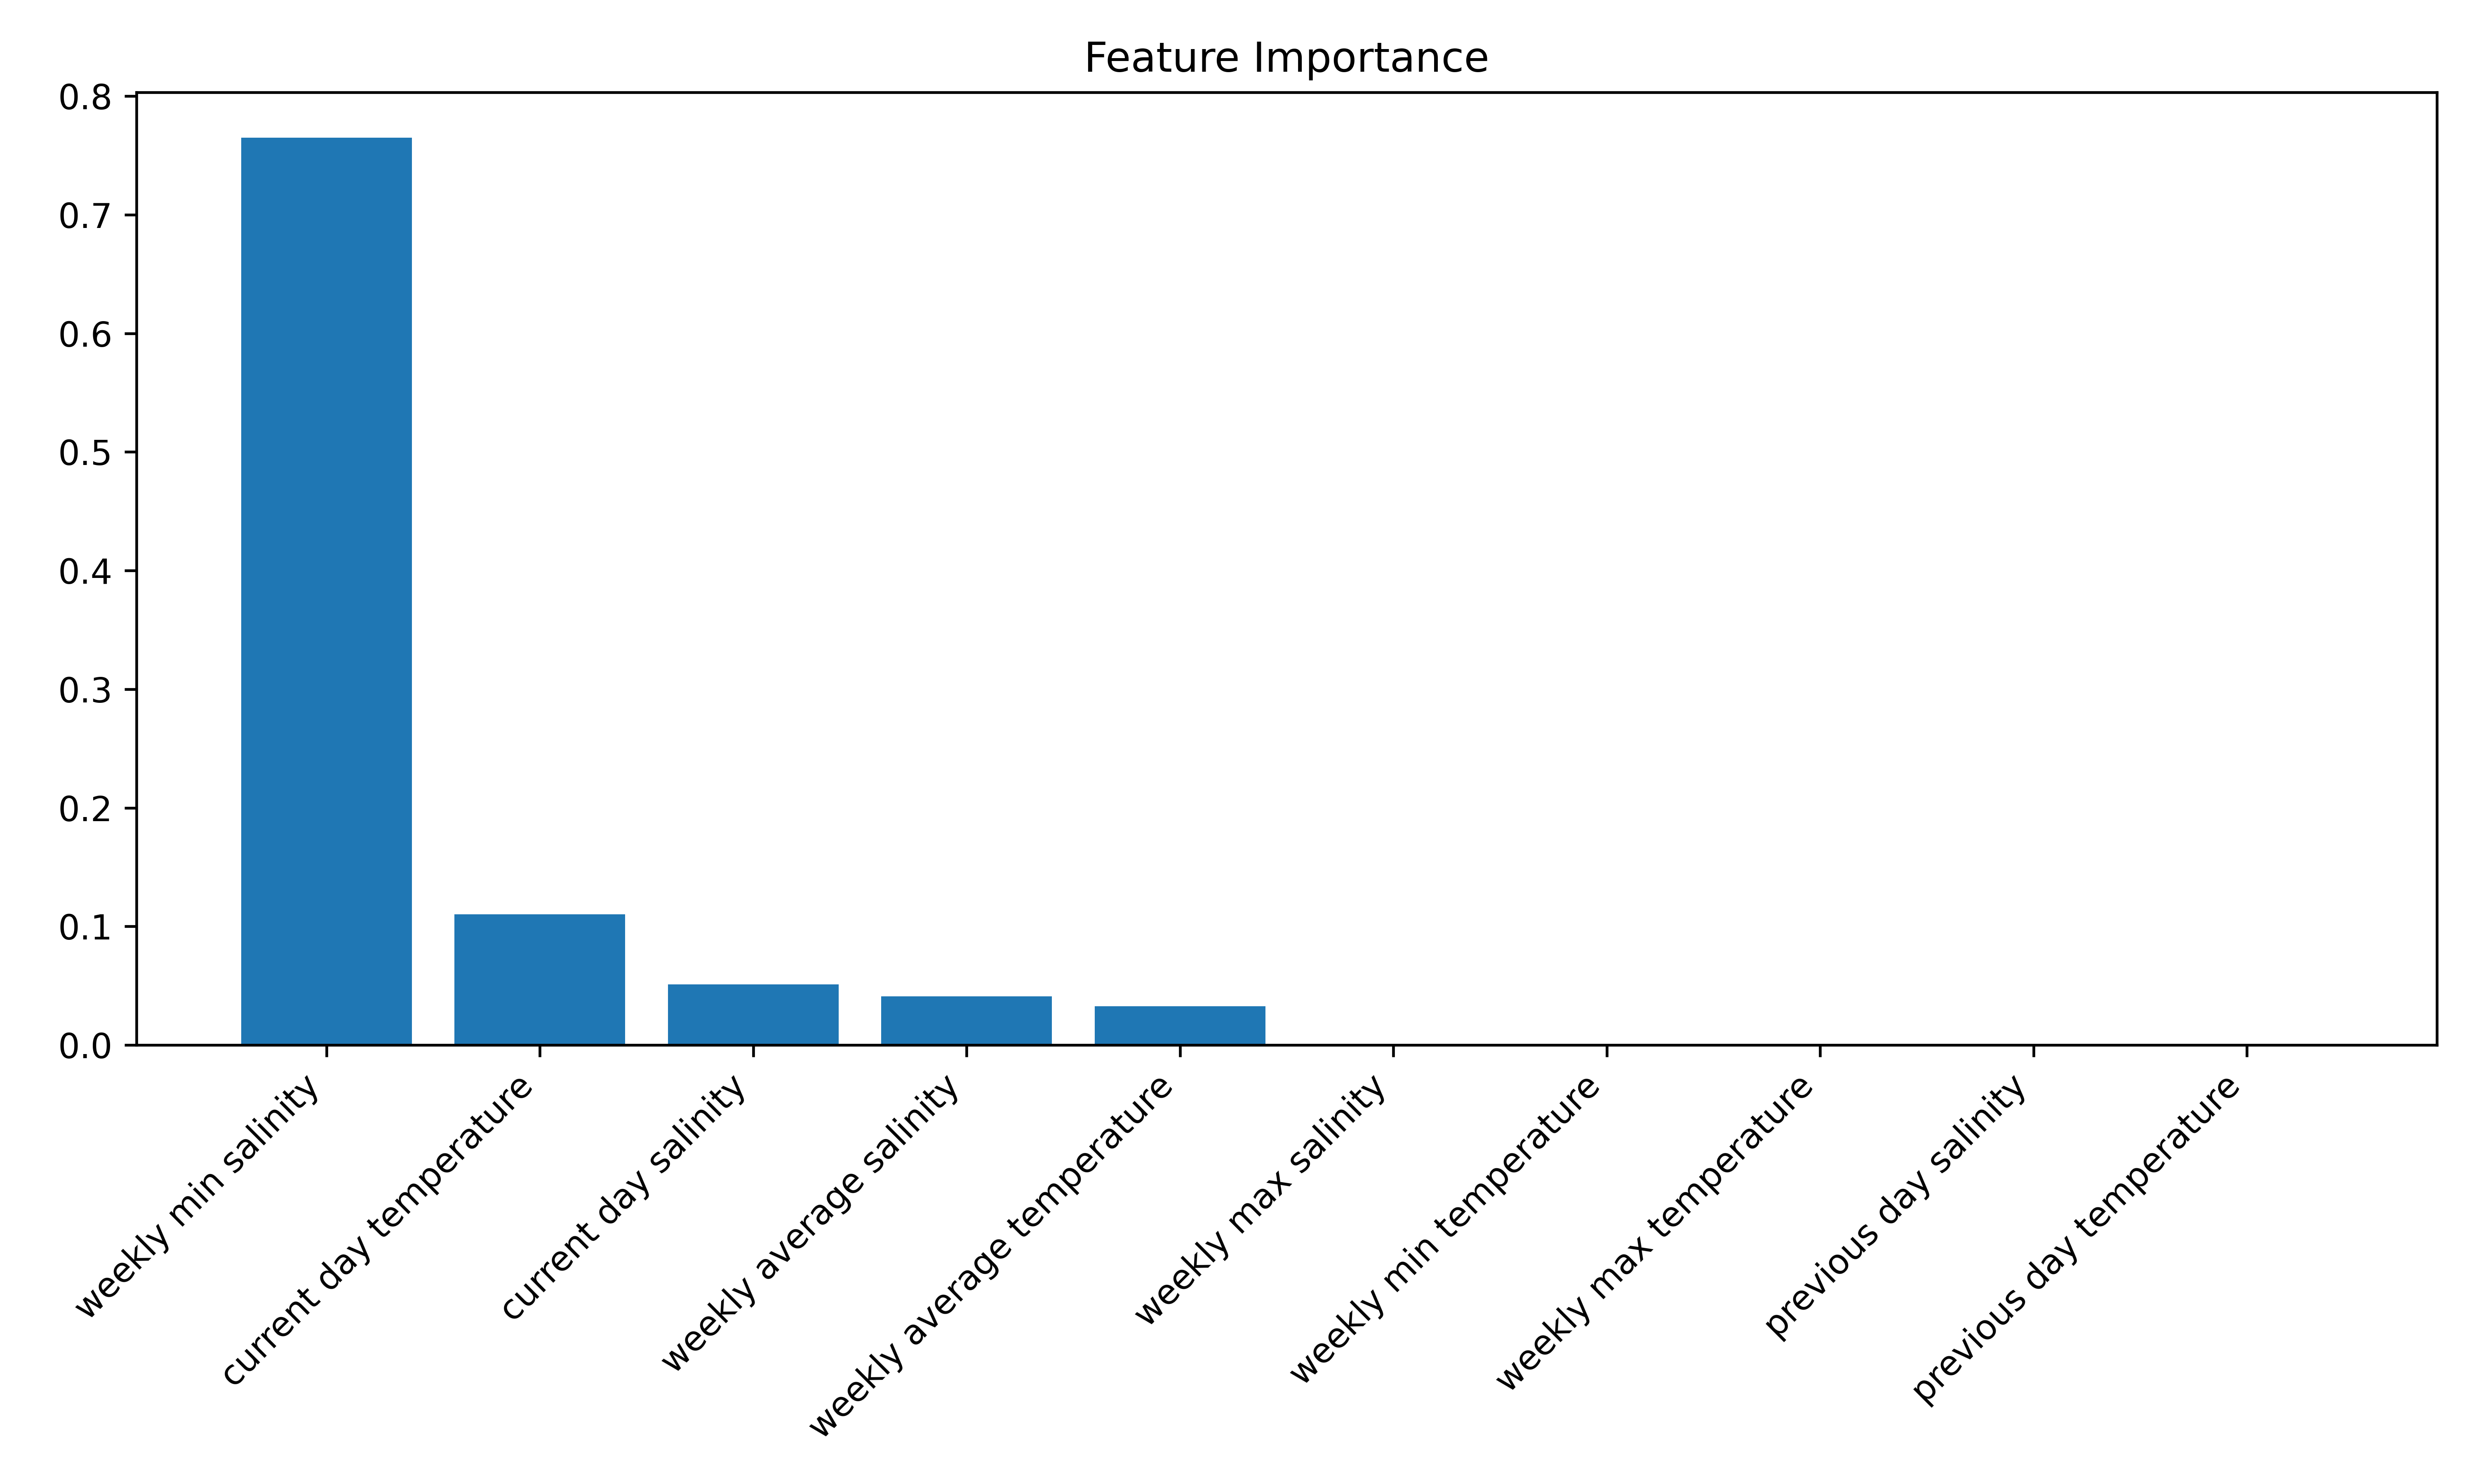 Feature Importance
0.8
0.7
0.6
0.5
0.4
0.3
0.2
0.1
0.0
weekly min salinity
current day temperature
current day salinity
weekly average salinity
weekly average temperature
weekly max salinity
weekly min temperature
weekly max temperature
previous day salinity
previous day temperature